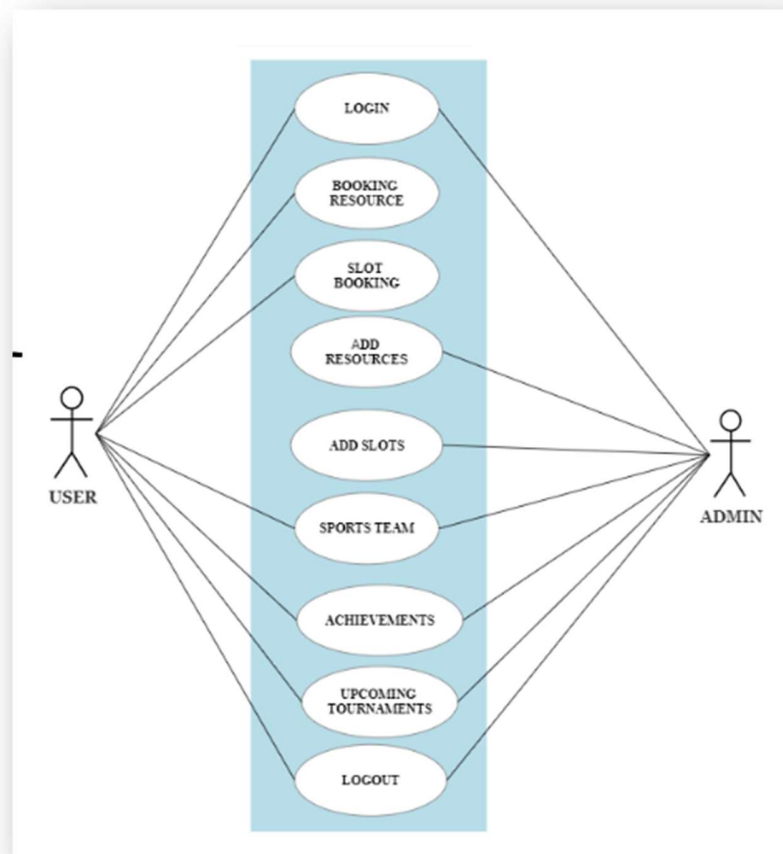 LOGIN
BOOKING
RESOURCE
SLOT
BOOKING
ADD
RESOURCES
ADD SLOTS
USER
SPORTS TEAM
ADMIN
ACHIEVEMENTS
UPCOMING
TOURNAMENTS
LOGOUT